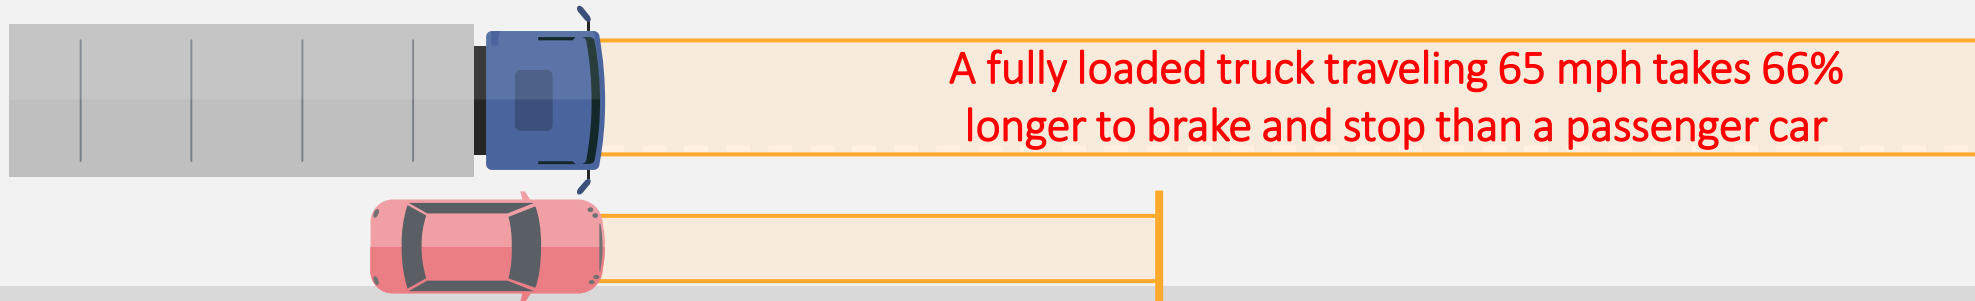 A fully loaded truck traveling 65 mph takes 66%
longer to brake and stop than a passenger car